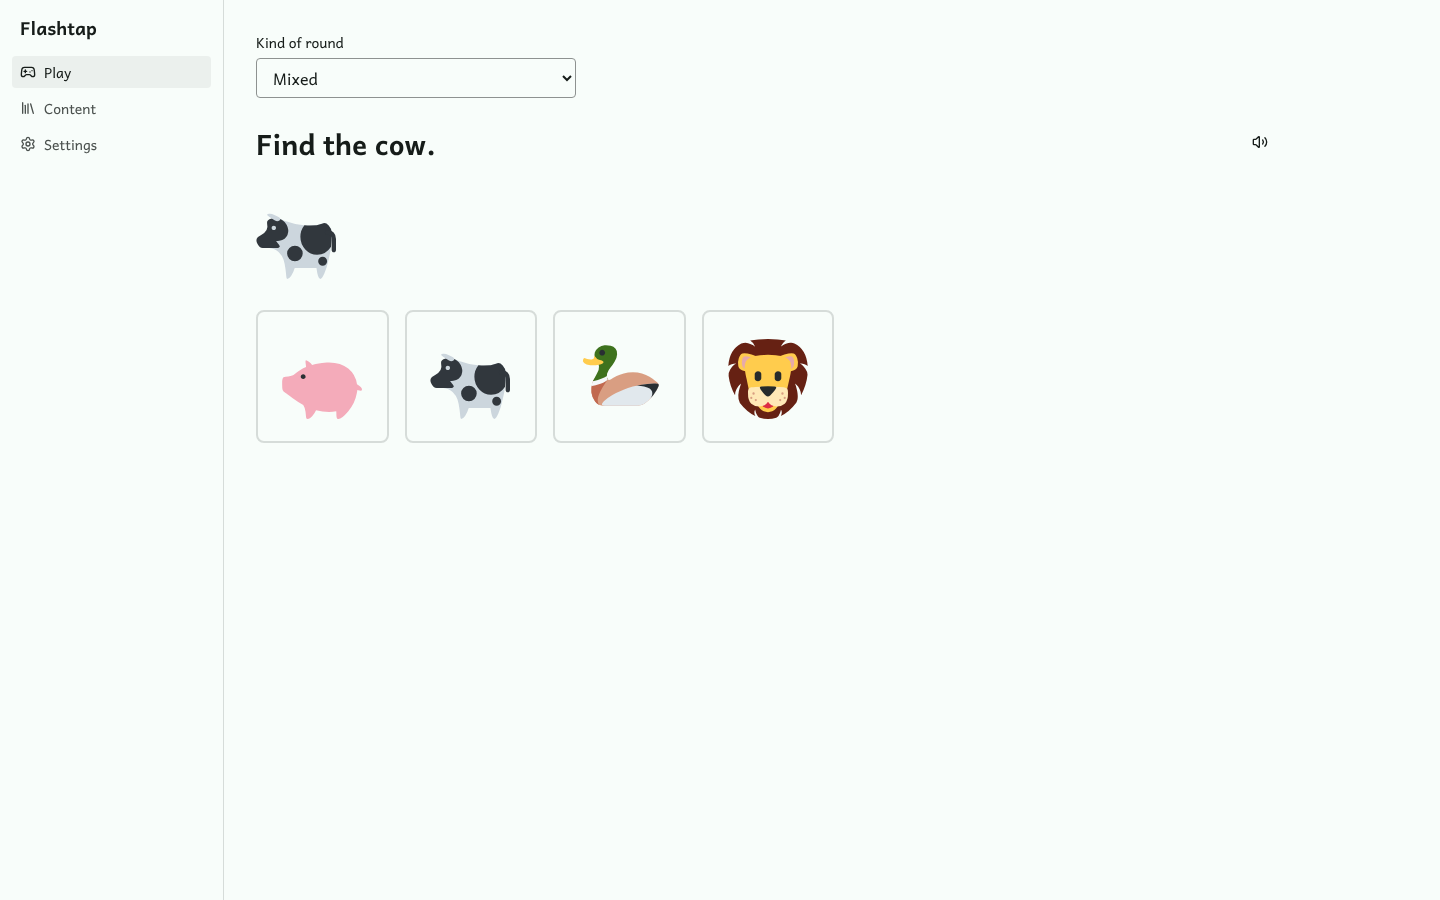 Flashtap
Play
Content
Settings
Kind of round
Mixed
Find the cow.